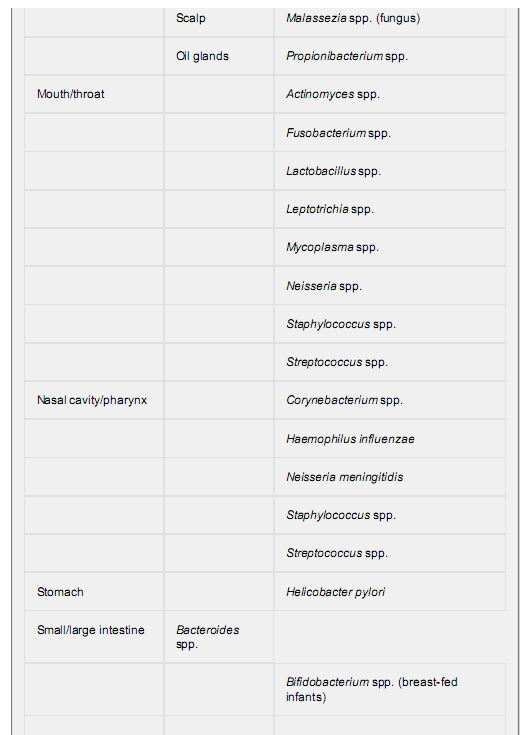 Scalp Malassezia spp. (fungus)
Oil glands Propionibacterium spp.
Mouth/throat Actinomyces spp.
Fusobacterium spp.
Lactobacillus spp.
Leptotrichia spp.
Mycoplasma spp.
Neisseria spp.
Staphylococcus spp.
Streptococcus spp.
Nasal cavity/pharynx Corynebacterium spp.
Haemophilus influenzae
Neisseria meningitidis
Staphylococcus spp.
Streptococcus spp.
Stomach Helicobacter pylori
Small/large intestine Bacteroides
spp.
Bifidobacterium spp. (breast-fed
infants)